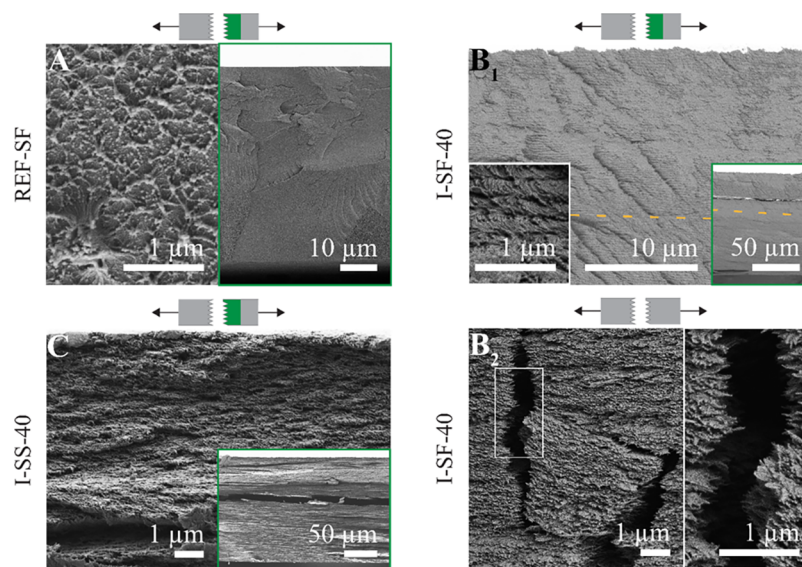 A
REF-SF
1 µm
10 µm
B1
I-SF-40
1 µm
10 µm
50 µm
C
I-SS-40
1 µm
50 µm
B2
I-SF-40
1 µm
1 µm